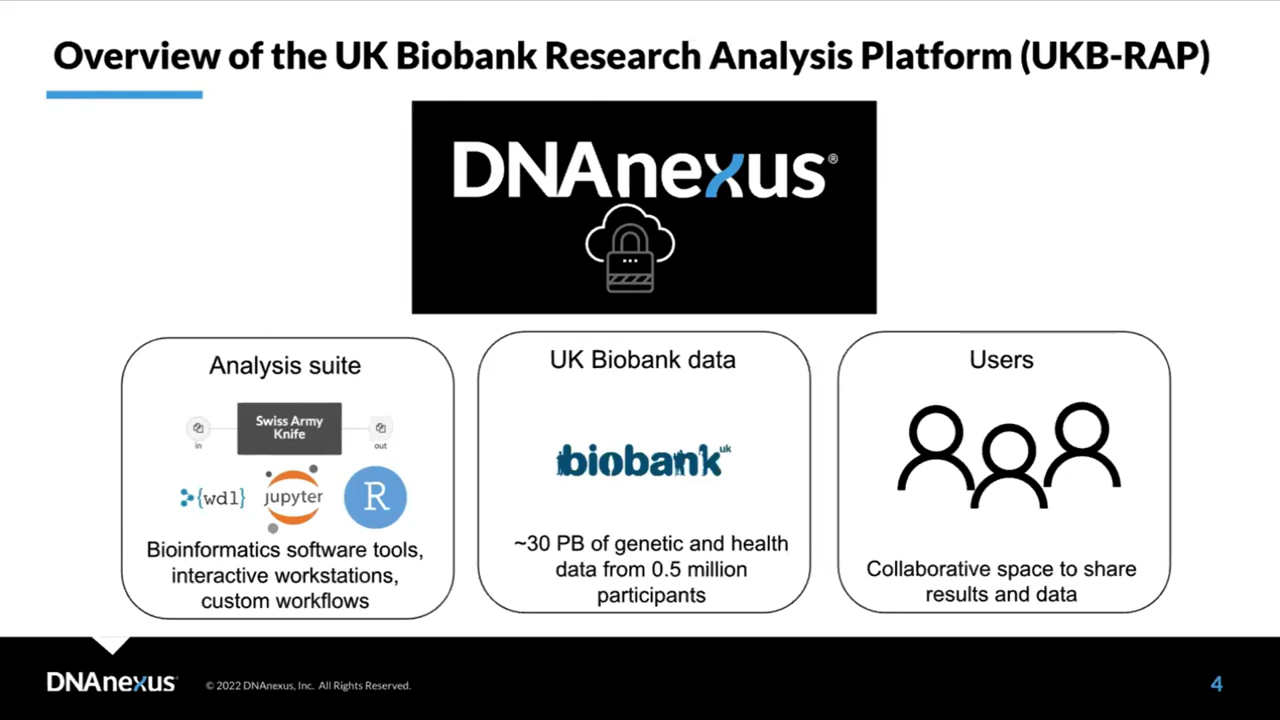 Overview of the UK Biobank Research Analysis Platform (UKB-RAP)
DNAnexus®
Analysis suite
Swiss Army
Knife
in
out
{wdl}
jupyter
R
Bioinformatics software tools,
interactive workstations,
custom workflows
UK Biobank data
biobank uk
~30 PB of genetic and health
data from 0.5 million
participants
Users
Collaborative space to share
results and data
DNAnexus
© 2022 DNAnexus, Inc. All Rights Reserved.
4